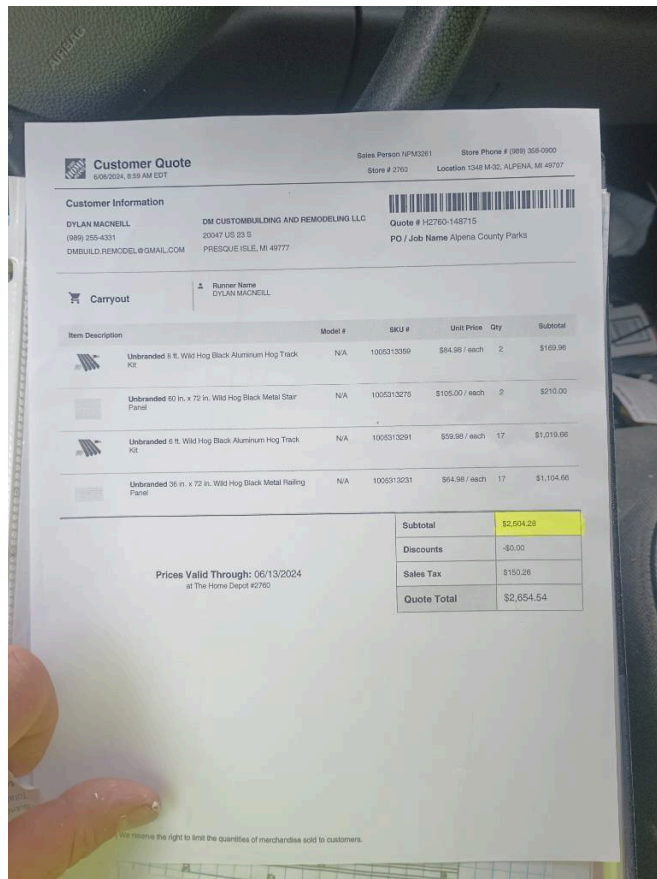 AIRBAG
Customer Quote
6/06/2024, 8:59 AM EDT
Sales Person NPM3261 Store Phone # (989) 358-0900
Store # 2763 Location 1348 M-32, ALPENA, MI 49707
Customer Information
DYLAN MACNEILL
(989) 255-4331
DMBUILD.REMODEL@GMAIL.COM
DM CUSTOMBUILDING AND REMODELING LLC
20047 US 23 S
PRESQUE ISLE, MI 49777
Quote # H2760-148715
PO / Job Name Alpena County Parks
Carryout
Runner Name
DYLAN MACNEILL
Item Description Model # SKU # Unit Price Qty Subtotal
Unbranded 8 ft. Wild Hog Black Aluminum Hog Track N/A 1005313359 $84.98 / each 2 $169.96
Kit
Unbranded 60 in. x 72 in. Wild Hog Black Metal Stair N/A 1005313275 $105.00 / each 2 $210.00
Panel
Unbranded 6 ft. Wild Hog Black Aluminum Hog Track N/A 1005313291 $59.98 / each 17 $1,019.66
Kit
Unbranded 36 in. x 72 in. Wild Hog Black Metal Railing N/A 1005313231 $64.98 / each 17 $1,104.66
Panel
Subtotal $2,504.28
Discounts -$0.00
Sales Tax $150.26
Quote Total $2,654.54
Prices Valid Through: 06/13/2024
at The Home Depot #2760
We reserve the right to limit the quantities of merchandise sold to customers.